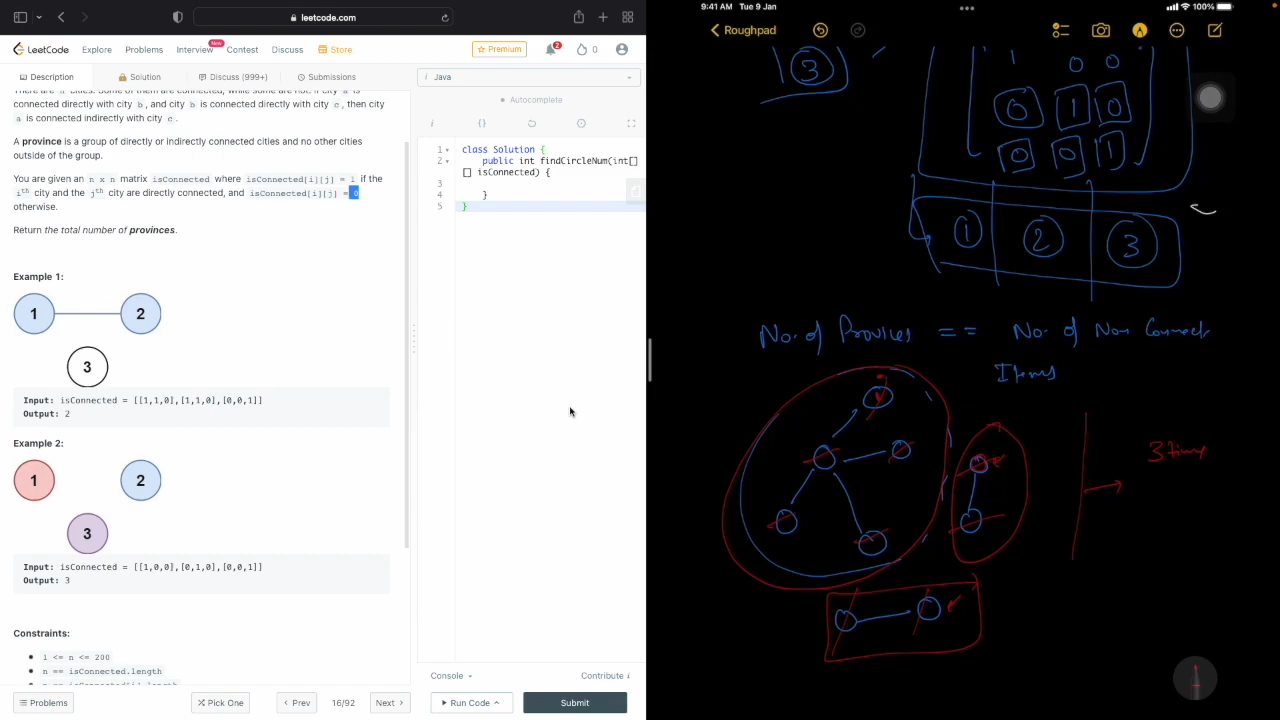 leetcode.com
LeetCode Explore Problems Interview New Contest Discuss Store Premium 2 0
Description Solution Discuss (999+) Submissions
connected directly with city b, and city b is connected directly with city c, then city
a is connected indirectly with city c.
A province is a group of directly or indirectly connected cities and no other cities
outside of the group.
You are given an n x n matrix isConnected where isConnected[i][j] = 1 if the
ith city and the jth city are directly connected, and isConnected[i][j] = 0
otherwise.
Return the total number of provinces.
Example 1:
1 2
3
Input: isConnected = [[1,1,0],[1,1,0],[0,0,1]]
Output: 2
Example 2:
1 2
3
Input: isConnected = [[1,0,0],[0,1,0],[0,0,1]]
Output: 3
Constraints:
1 <= n <= 200
n == isConnected.length
Problems Pick One Prev 16/92 Next
Java
Autocomplete
i {}
1 class Solution {
2 public int findCircleNum(int[]
[] isConnected) {
3
4 }
5 }
Console Contribute i
Run Code Submit
9:41 AM Tue 9 Jan 100%
Roughpad
3
1 0 0
0 1 0
0 0 1
1 2 3
No. of Provices == No. of Non Connect
Items
3 times